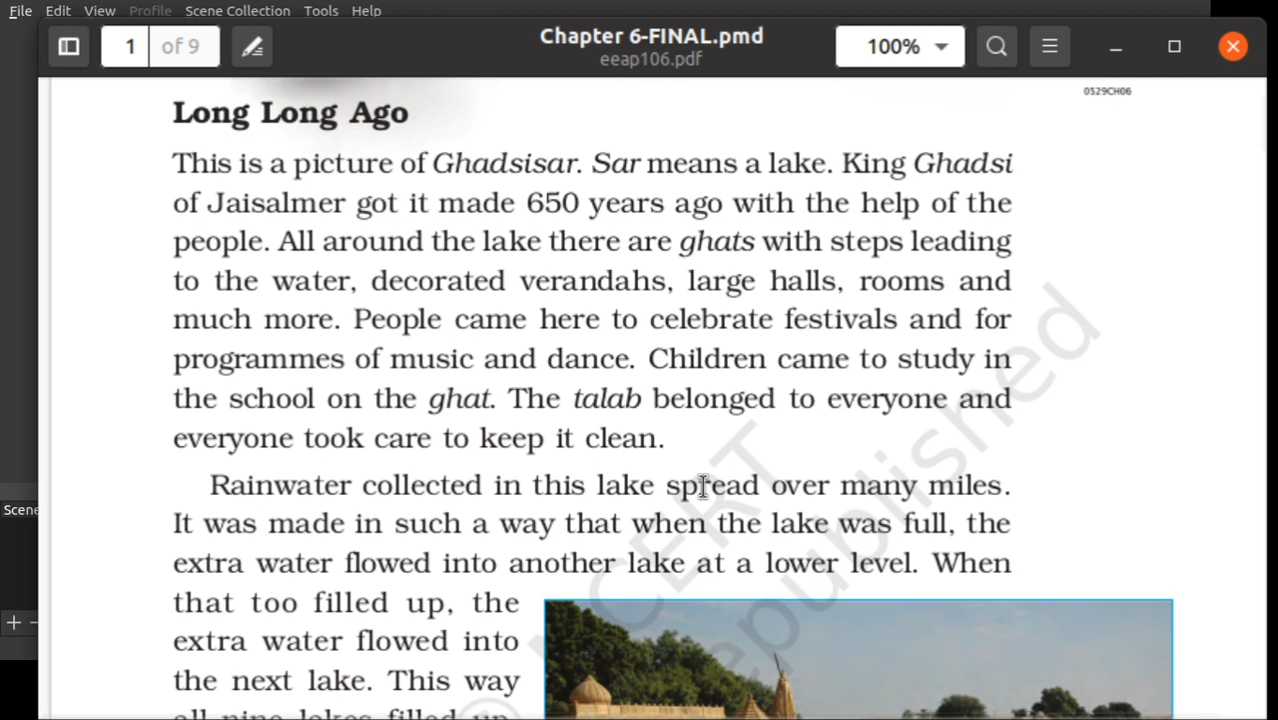 File Edit View Profile Scene Collection Tools Help
1 of 9
Chapter 6-FINAL.pmd
eeap106.pdf
100%
0529CH06
Long Long Ago
This is a picture of Ghadsisar. Sar means a lake. King Ghadsi
of Jaisalmer got it made 650 years ago with the help of the
people. All around the lake there are ghats with steps leading
to the water, decorated verandahs, large halls, rooms and
much more. People came here to celebrate festivals and for
programmes of music and dance. Children came to study in
the school on the ghat. The talab belonged to everyone and
everyone took care to keep it clean.
Rainwater collected in this lake spread over many miles.
It was made in such a way that when the lake was full, the
extra water flowed into another lake at a lower level. When
that too filled up, the
extra water flowed into
the next lake. This way
all nine lakes filled up.
Scene